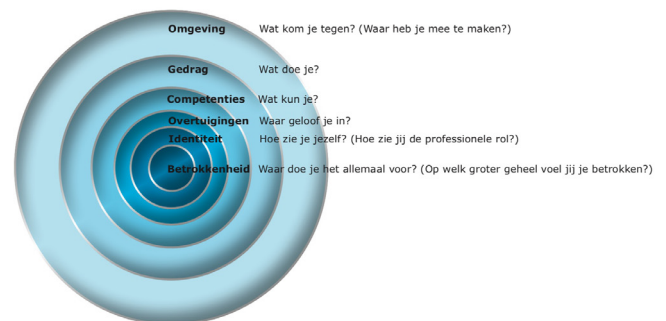 Omgeving Wat kom je tegen? (Waar heb je mee te maken?)
Gedrag Wat doe je?
Competenties Wat kun je?
Overtuigingen Waar geloof je in?
Identiteit Hoe zie je jezelf? (Hoe zie jij de professionele rol?)
Betrokkenheid Waar doe je het allemaal voor? (Op welk groter geheel voel jij je betrokken?)